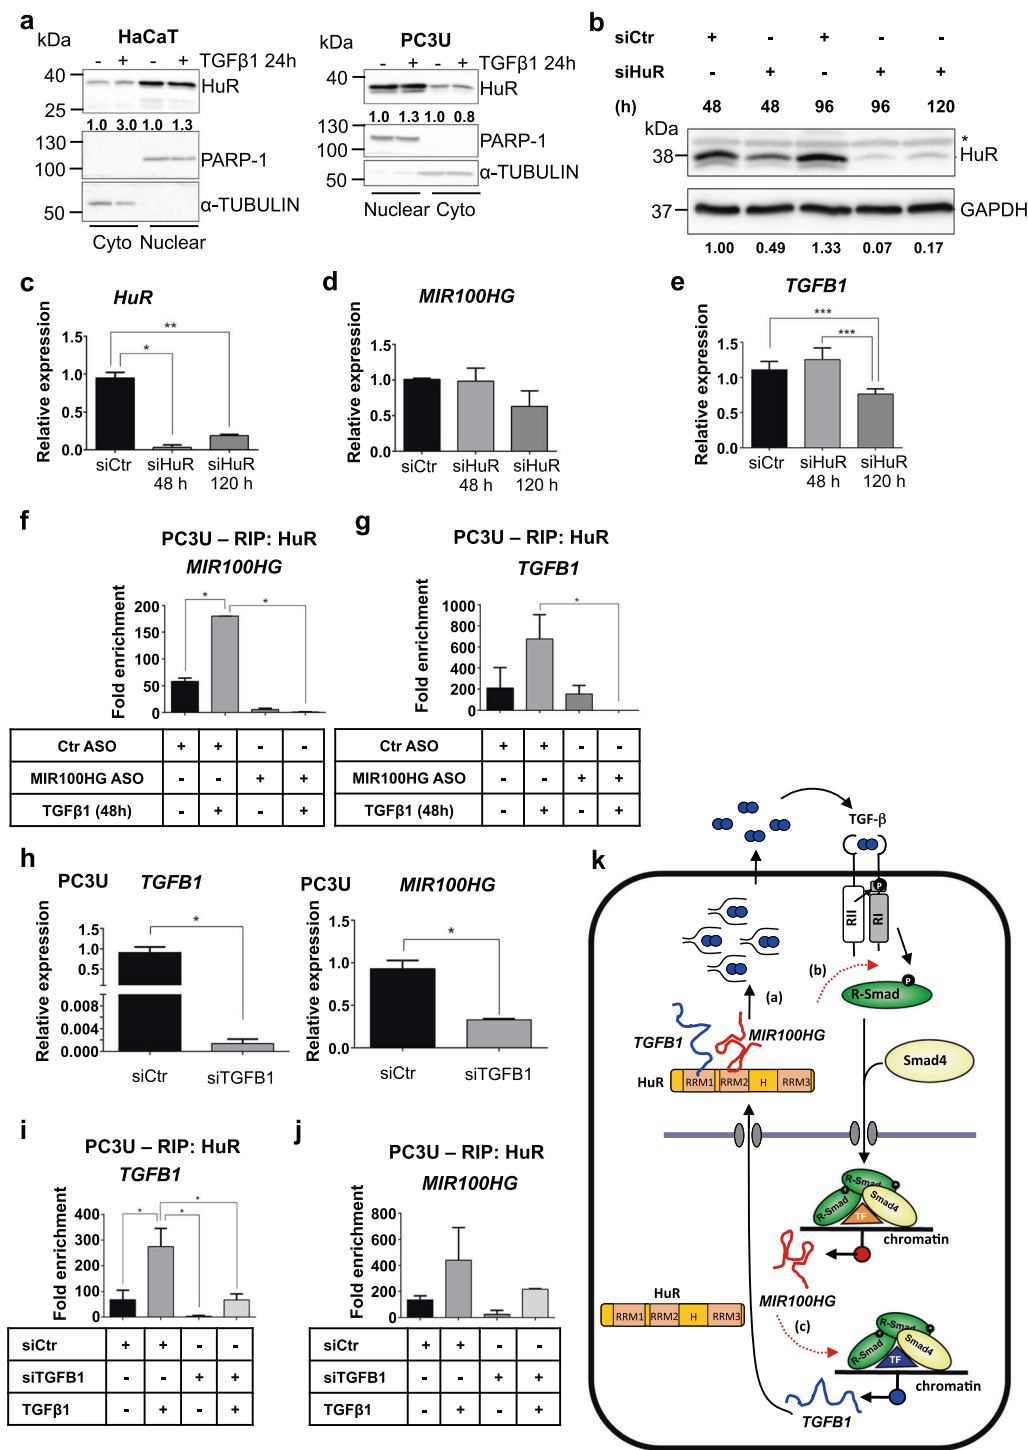 a
HaCaT
kDa
- + - + TGFβ1 24h
40
HuR
25
1.0 3.0 1.0 1.3
130
PARP-1
100
α-TUBULIN
50
Cyto Nuclear
PC3U
kDa
- + - + TGFβ1 24h
40
HuR
1.0 1.3 1.0 0.8
130
PARP-1
100
α-TUBULIN
50
Nuclear Cyto
b
siCtr + - + - -
siHuR - + - + +
(h) 48 48 96 96 120
kDa
*
38
HuR
37
GAPDH
1.00 0.49 1.33 0.07 0.17
c
HuR
Relative expression
1.5
1.0
0.5
0.0
*
**
siCtr siHuR 48 h siHuR 120 h
d
MIR100HG
Relative expression
1.5
1.0
0.5
0.0
siCtr siHuR 48 h siHuR 120 h
e
TGFB1
Relative expression
1.5
1.0
0.5
0.0
***
***
siCtr siHuR 48 h siHuR 120 h
f
PC3U – RIP: HuR
MIR100HG
Fold enrichment
200
150
100
50
0
*
*
Ctr ASO + + - -
MIR100HG ASO - - + +
TGFβ1 (48h) - + - +
g
PC3U – RIP: HuR
TGFB1
Fold enrichment
1000
800
600
400
200
0
*
Ctr ASO + + - -
MIR100HG ASO - - + +
TGFβ1 (48h) - + - +
h
PC3U TGFB1
Relative expression
1.5
1.0
0.5
0.008
0.004
0.000
*
siCtr siTGFB1
PC3U MIR100HG
Relative expression
1.5
1.0
0.5
0.0
*
siCtr siTGFB1
i
PC3U – RIP: HuR
TGFB1
Fold enrichment
400
300
200
100
0
*
*
*
siCtr + + - -
siTGFB1 - - + +
TGFβ1 - + - +
j
PC3U – RIP: HuR
MIR100HG
Fold enrichment
800
600
400
200
0
siCtr + + - -
siTGFB1 - - + +
TGFβ1 - + - +
k
TGF-β
RII
RI
P
(b)
P
R-Smad
(a)
TGFB1
MIR100HG
Smad4
HuR
RRM1 RRM2 H RRM3
R-Smad
R-Smad
Smad4
TF
chromatin
MIR100HG
HuR
RRM1 RRM2 H RRM3
(c)
R-Smad
R-Smad
Smad4
TF
chromatin
TGFB1